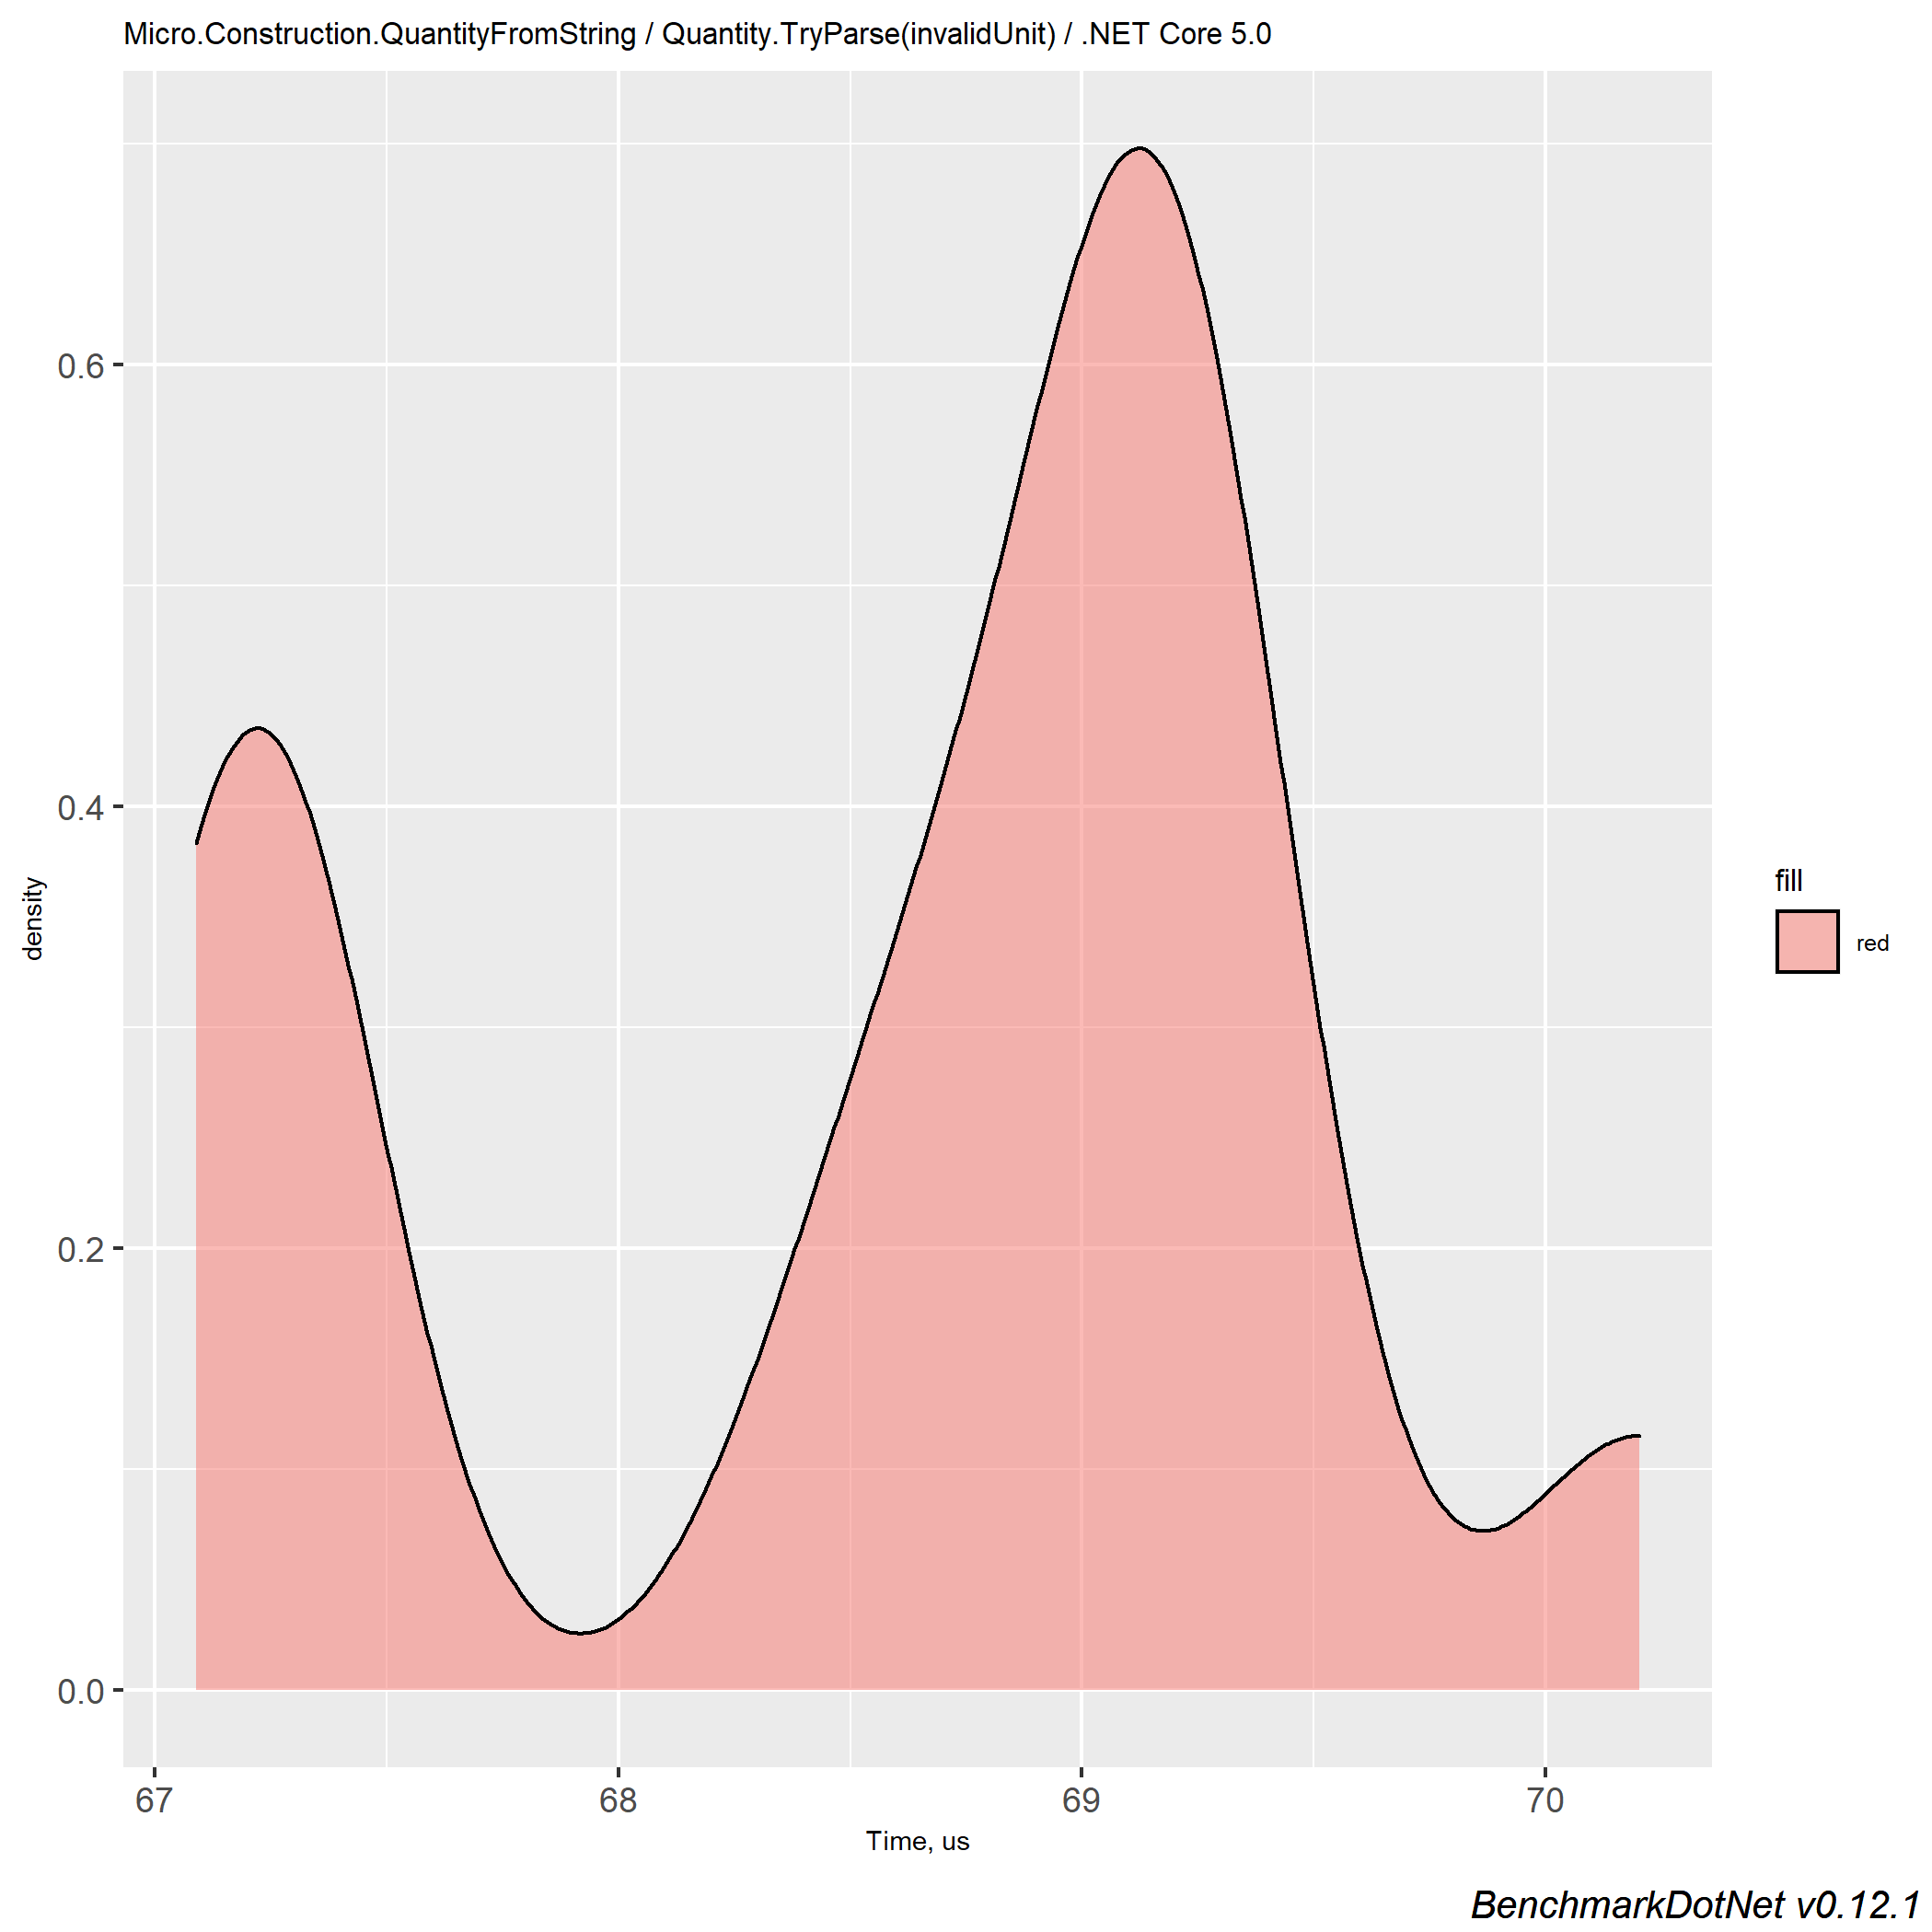 Micro.Construction.QuantityFromString / Quantity.TryParse(invalidUnit) / .NET Core 5.0
0.6
0.4
0.2
0.0
density
67 68 69 70
Time, us
fill
red
BenchmarkDotNet v0.12.1